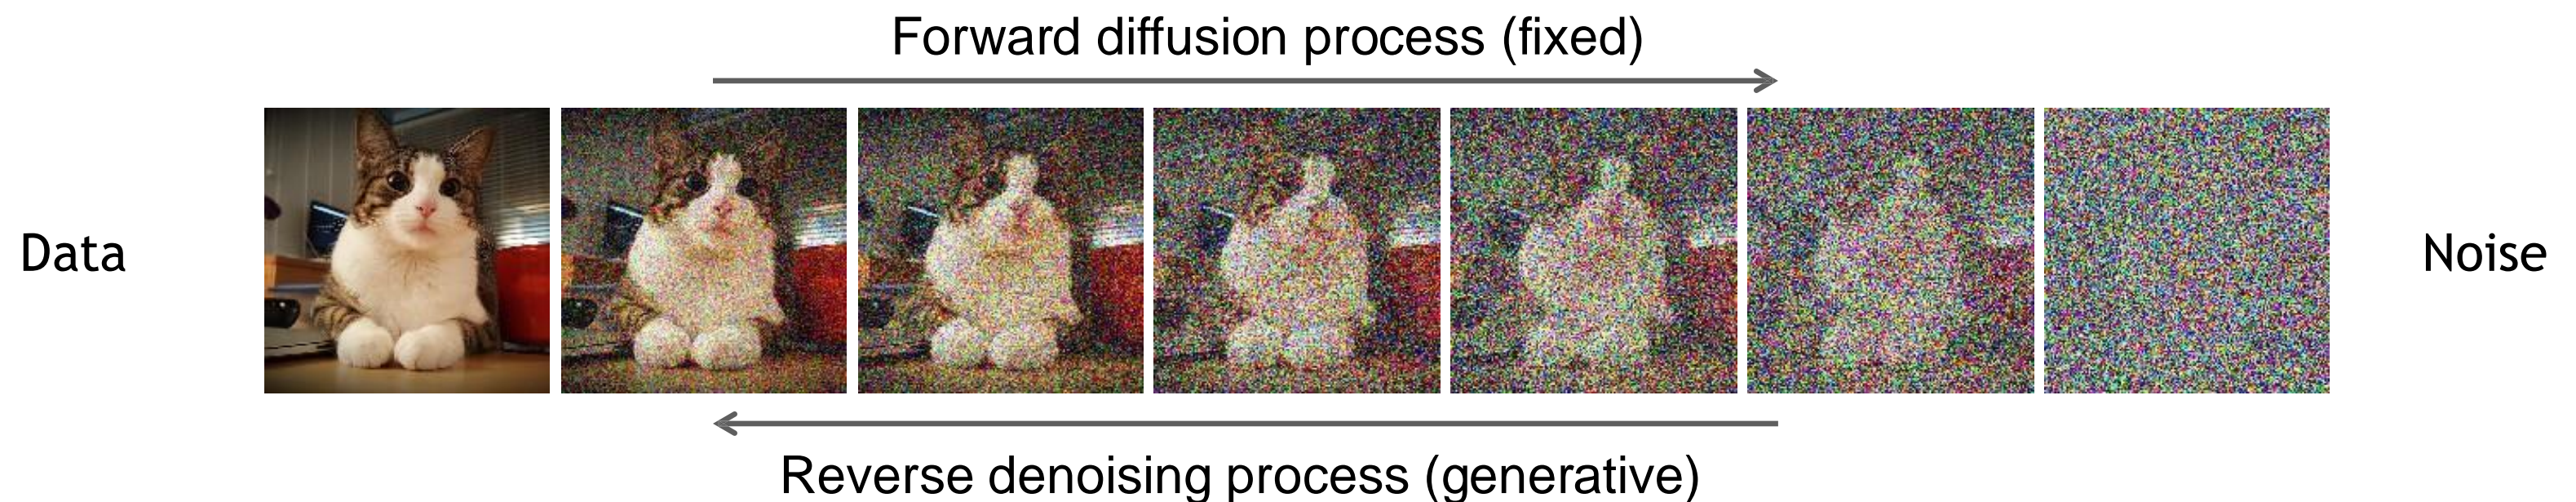 Forward diffusion process (fixed)
Data
Noise
Reverse denoising process (generative)